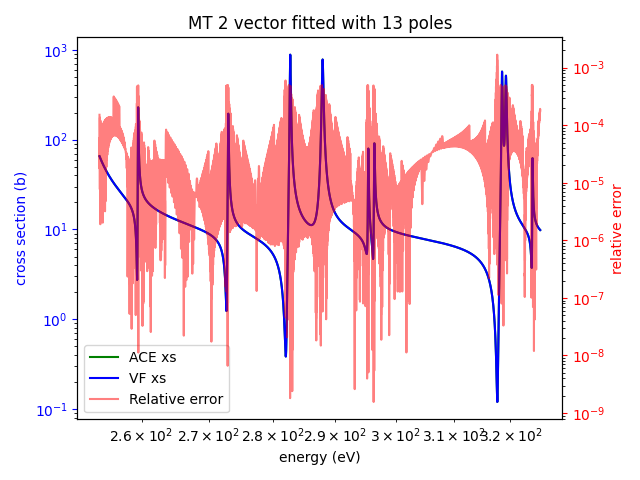 MT 2 vector fitted with 13 poles
10³
10²
10¹
10⁰
10⁻¹
cross section (b)
10⁻³
10⁻⁴
10⁻⁵
10⁻⁶
10⁻⁷
10⁻⁸
10⁻⁹
relative error
ACE xs
VF xs
Relative error
2.6 × 10² 2.7 × 10² 2.8 × 10² 2.9 × 10² 3 × 10² 3.1 × 10² 3.2 × 10²
energy (eV)